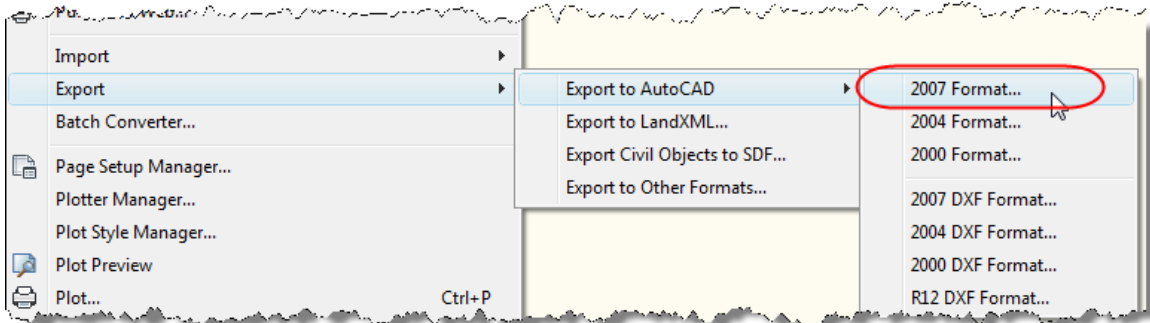 Import
Export
Batch Converter...
Page Setup Manager...
Plotter Manager...
Plot Style Manager...
Plot Preview
Plot... Ctrl+P
Export to AutoCAD
Export to LandXML...
Export Civil Objects to SDF...
Export to Other Formats...
2007 Format...
2004 Format...
2000 Format...
2007 DXF Format...
2004 DXF Format...
2000 DXF Format...
R12 DXF Format...